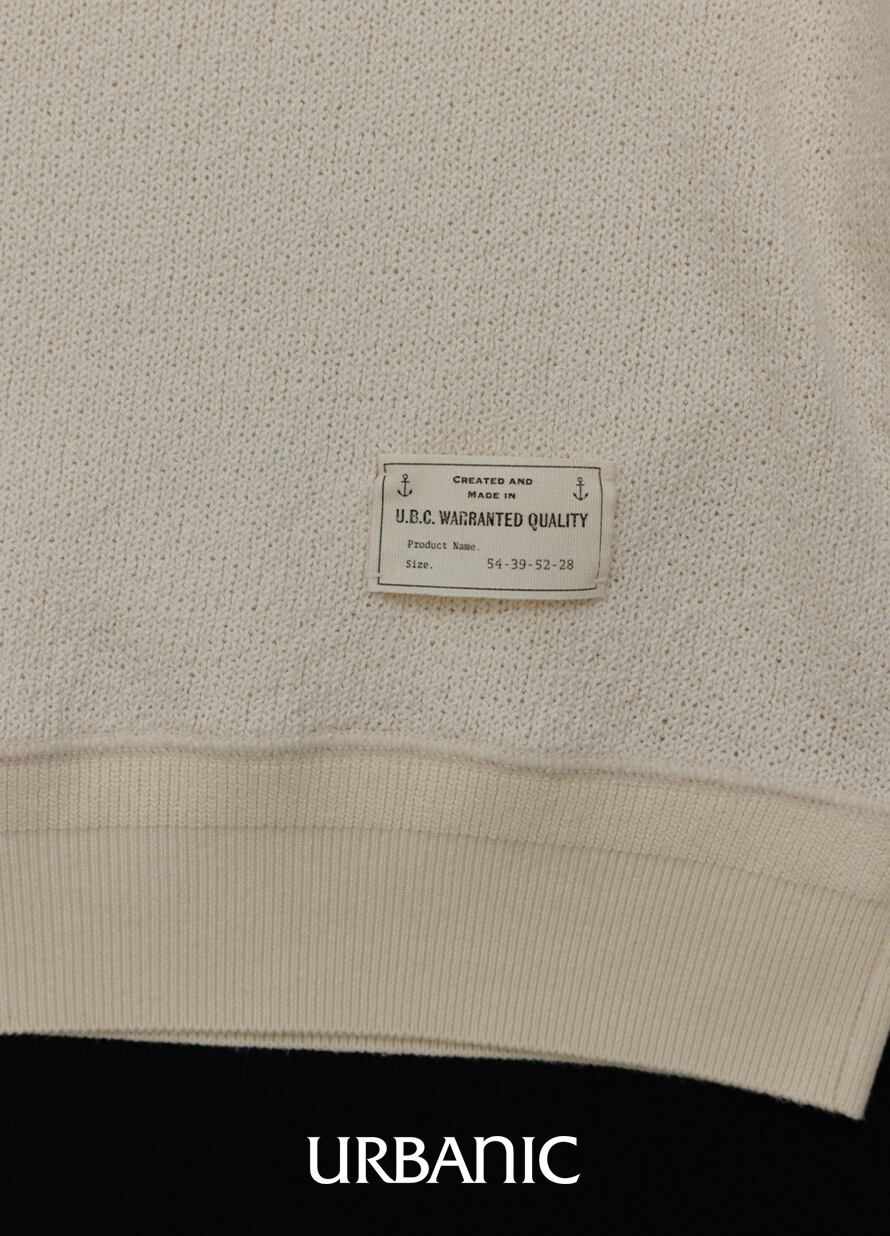 CREATED AND
MADE IN
U.B.C. WARRANTED QUALITY
Product Name.
Size. 54-39-52-28
URBANIC